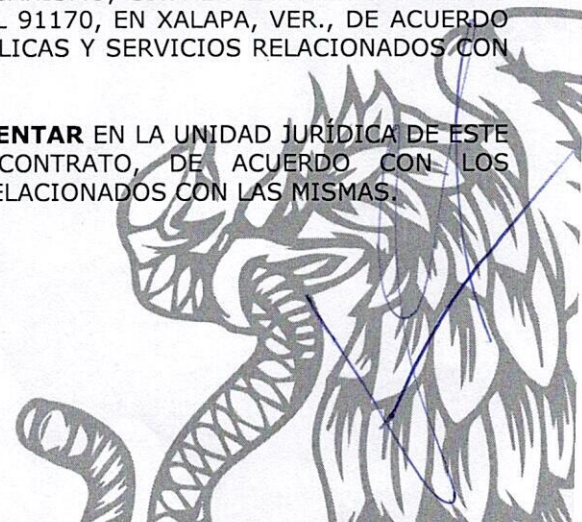 L 91170, EN XALAPA, VER., DE ACUERDO
LICAS Y SERVICIOS RELACIONADOS CON
ENTAR EN LA UNIDAD JURÍDICA DE ESTE
CONTRATO, DE ACUERDO CON LOS
ELACIONADOS CON LAS MISMAS.